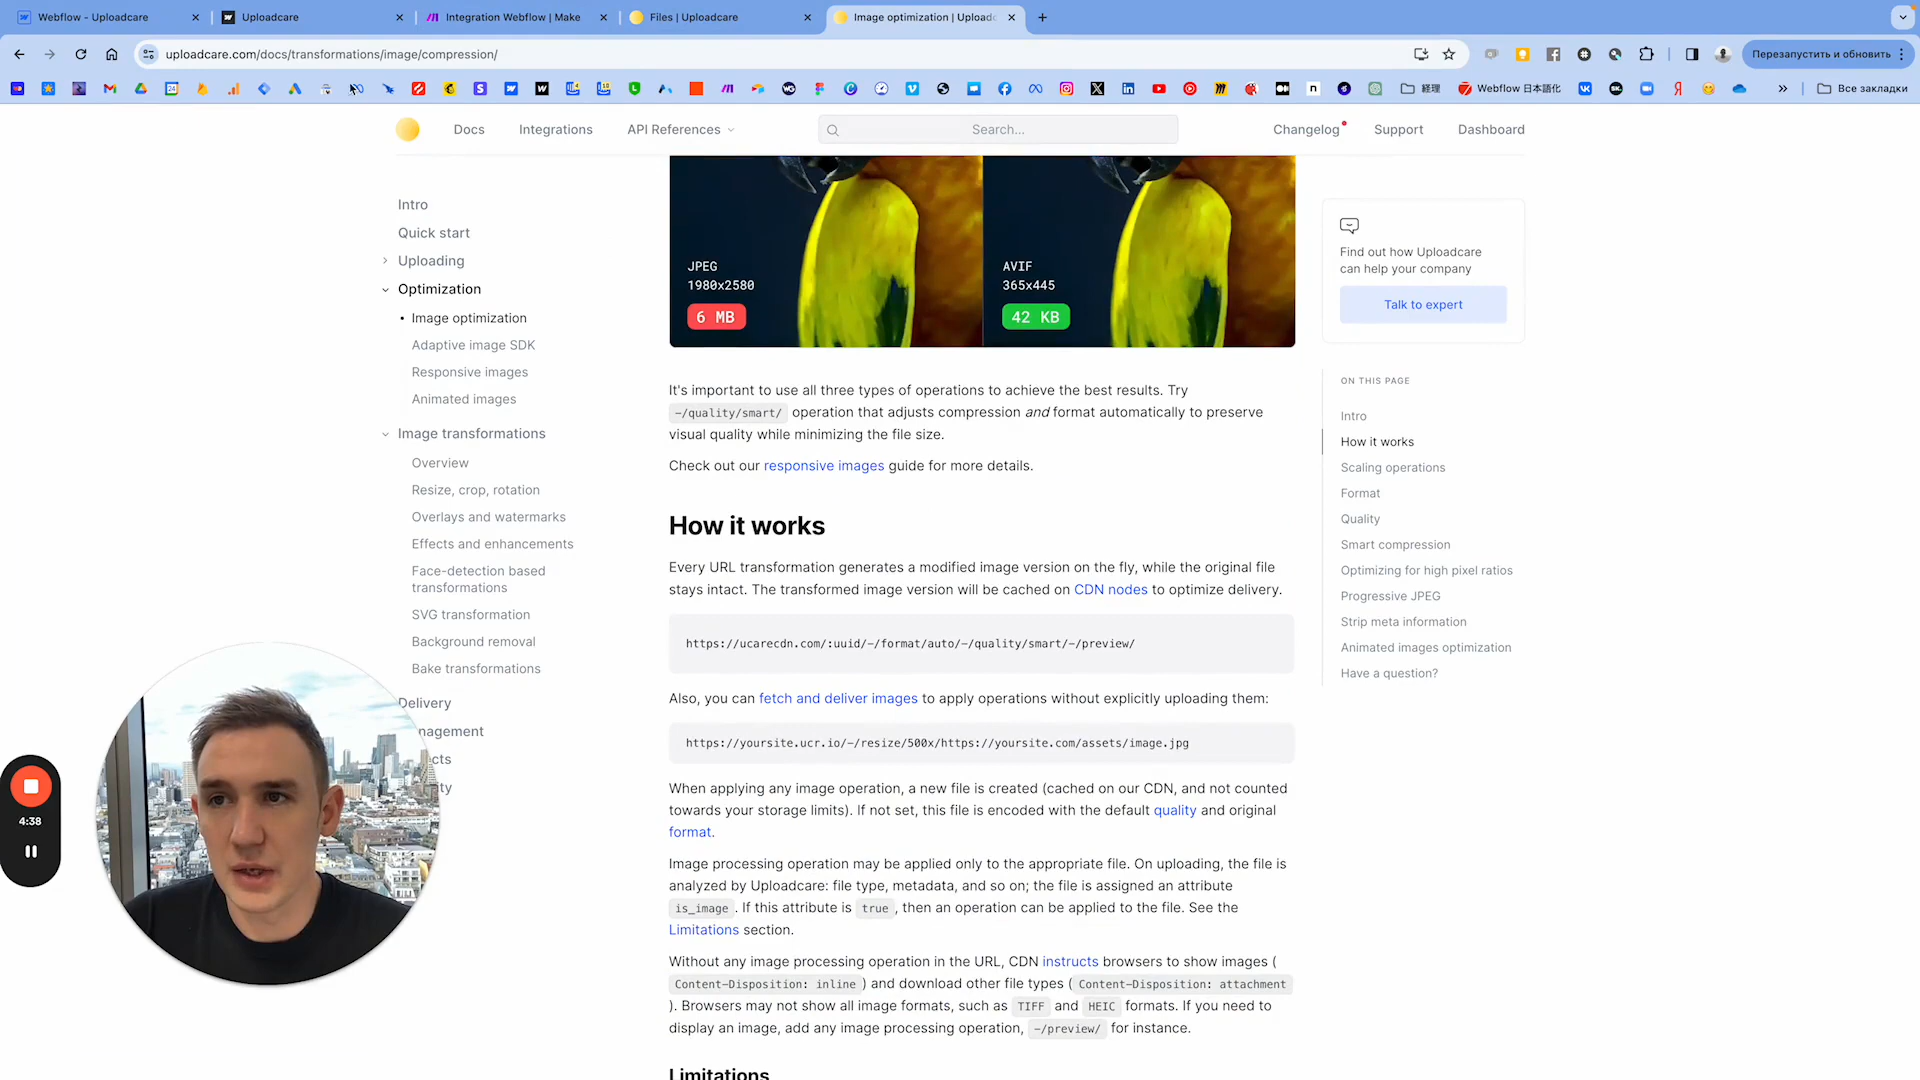 Webflow - Uploadcare
Uploadcare
Integration Webflow | Make
Files | Uploadcare
Image optimization | Uploadc
uploadcare.com/docs/transformations/image/compression/
Перезапустить и обновить
経理
Webflow 日本語化
Все закладки
Docs
Integrations
API References
Search...
Changelog
Support
Dashboard
Intro
Quick start
Uploading
Optimization
Image optimization
Adaptive image SDK
Responsive images
Animated images
Image transformations
Overview
Resize, crop, rotation
Overlays and watermarks
Effects and enhancements
Face-detection based
transformations
SVG transformation
Background removal
Bake transformations
Delivery
nagement
cts
ty
4:38
JPEG
1980x2580
6 MB
AVIF
365x445
42 KB
It's important to use all three types of operations to achieve the best results. Try
-/quality/smart/ operation that adjusts compression and format automatically to preserve
visual quality while minimizing the file size.
Check out our responsive images guide for more details.
How it works
Every URL transformation generates a modified image version on the fly, while the original file
stays intact. The transformed image version will be cached on CDN nodes to optimize delivery.
https://ucarecdn.com/:uuid/-/format/auto/-/quality/smart/-/preview/
Also, you can fetch and deliver images to apply operations without explicitly uploading them:
https://yoursite.ucr.io/-/resize/500x/https://yoursite.com/assets/image.jpg
When applying any image operation, a new file is created (cached on our CDN, and not counted
towards your storage limits). If not set, this file is encoded with the default quality and original
format.
Image processing operation may be applied only to the appropriate file. On uploading, the file is
analyzed by Uploadcare: file type, metadata, and so on; the file is assigned an attribute
is_image. If this attribute is true, then an operation can be applied to the file. See the
Limitations section.
Without any image processing operation in the URL, CDN instructs browsers to show images (
Content-Disposition: inline) and download other file types (Content-Disposition: attachment
). Browsers may not show all image formats, such as TIFF and HEIC formats. If you need to
display an image, add any image processing operation, -/preview/ for instance.
Limitations
Find out how Uploadcare
can help your company
Talk to expert
ON THIS PAGE
Intro
How it works
Scaling operations
Format
Quality
Smart compression
Optimizing for high pixel ratios
Progressive JPEG
Strip meta information
Animated images optimization
Have a question?